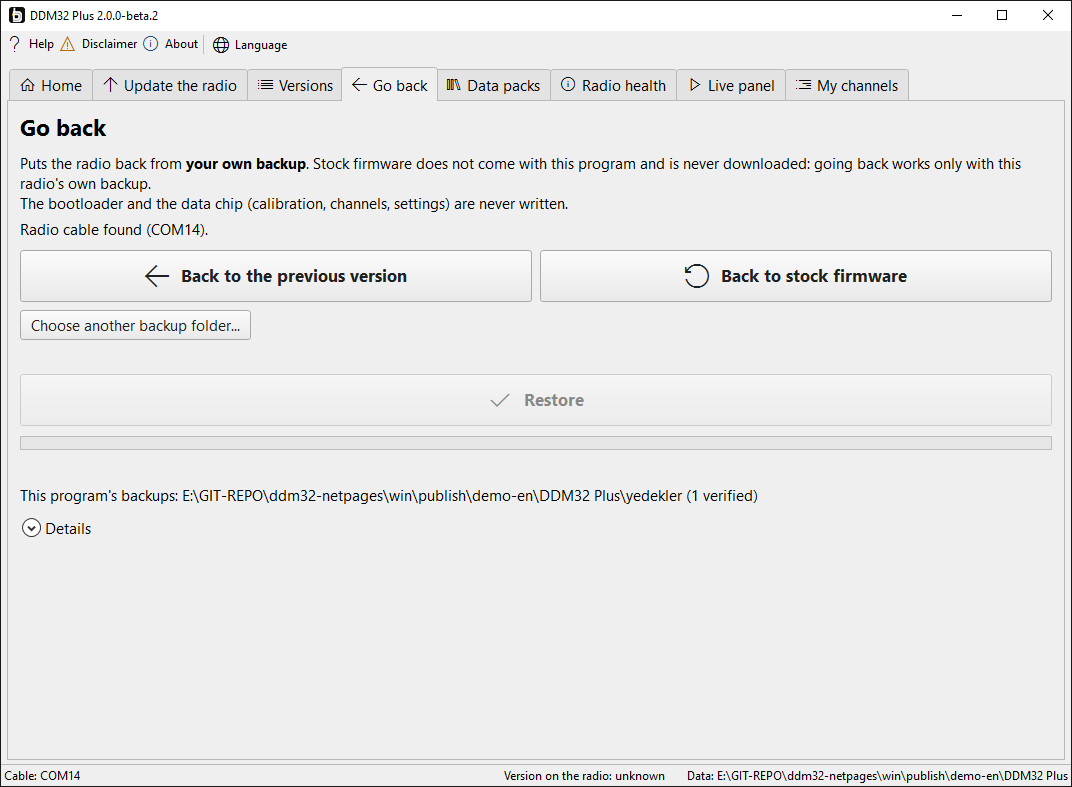 DDM32 Plus 2.0.0-beta.2
Help Disclaimer About Language
Home Update the radio Versions Go back Data packs Radio health Live panel My channels
Go back
Puts the radio back from your own backup. Stock firmware does not come with this program and is never downloaded: going back works only with this
radio's own backup.
The bootloader and the data chip (calibration, channels, settings) are never written.
Radio cable found (COM14).
Back to the previous version Back to stock firmware
Choose another backup folder...
Restore
This program's backups: E:\GIT-REPO\ddm32-netpages\win\publish\demo-en\DDM32 Plus\yedekler (1 verified)
Details
Cable: COM14 Version on the radio: unknown Data: E:\GIT-REPO\ddm32-netpages\win\publish\demo-en\DDM32 Plus